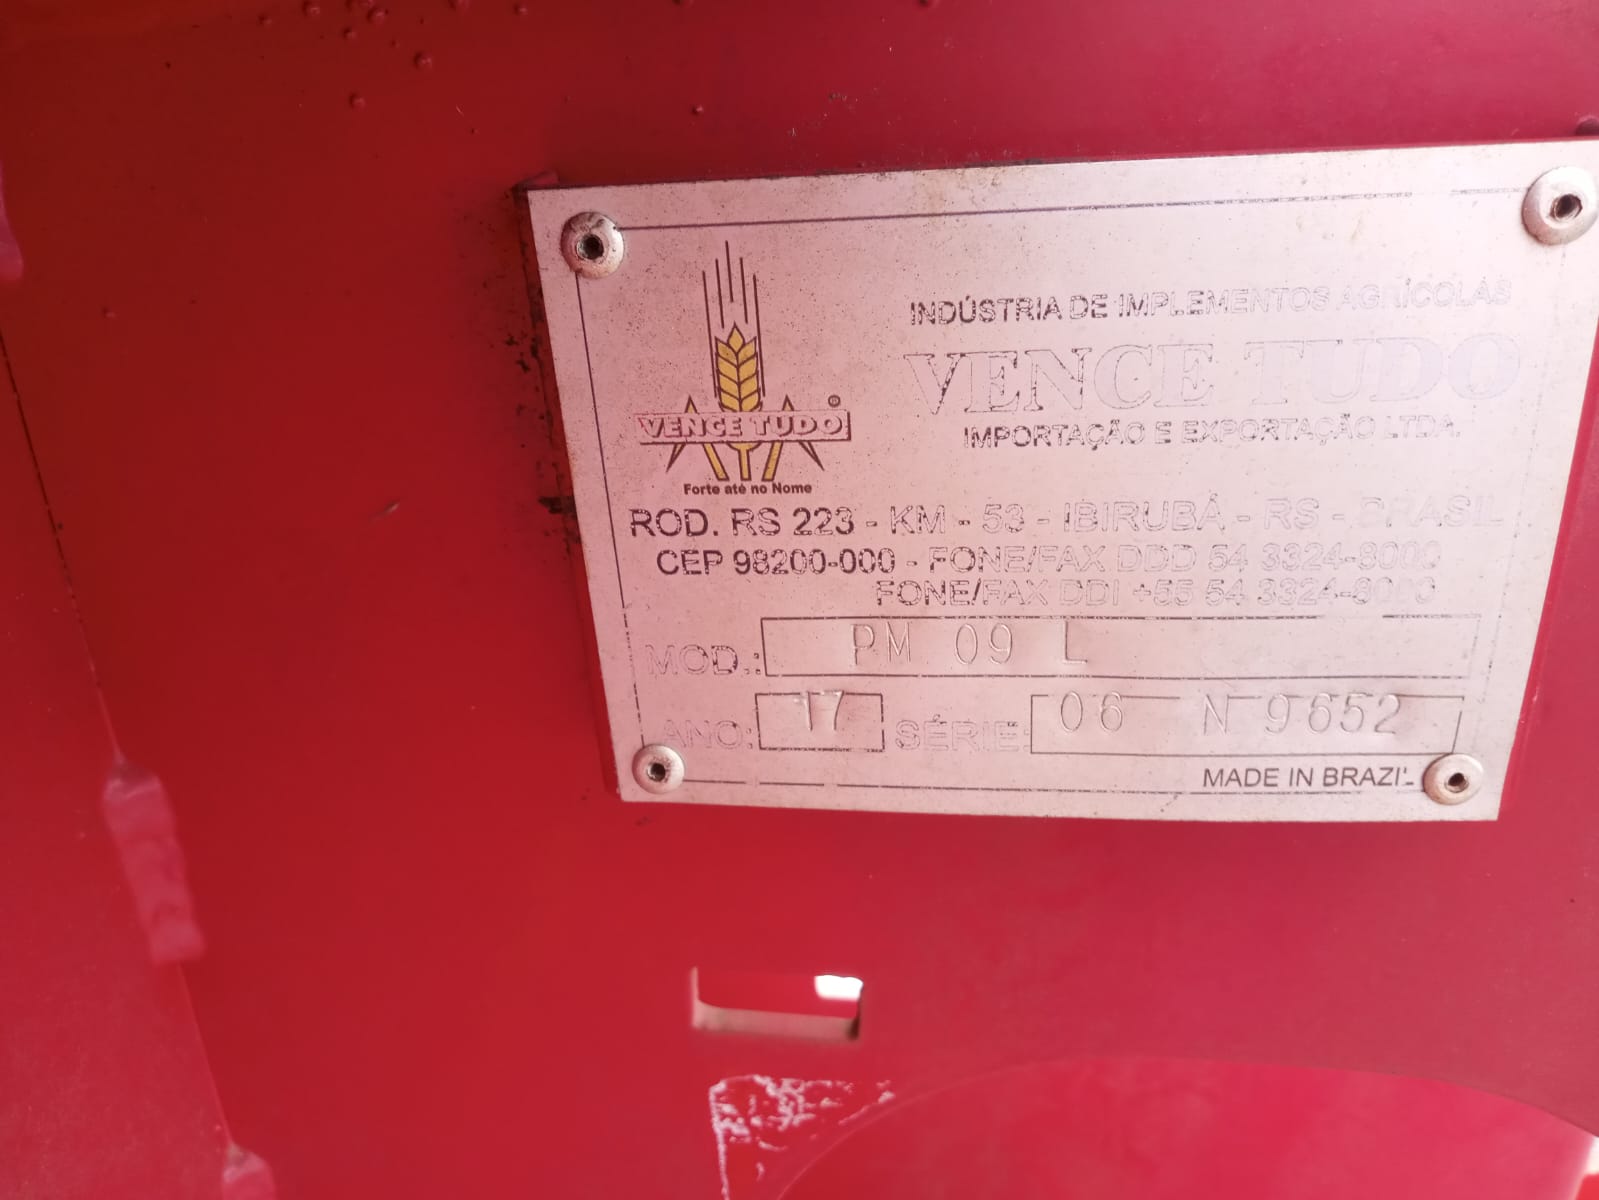 INDÚSTRIA DE IMPLEMENTOS AGRÍCOLAS
VENCE TUDO
IMPORTAÇÃO E EXPORTAÇÃO LTDA.
VENCE TUDO ®
Forte até no Nome
ROD. RS 223 - KM - 53 - IBIRUBÁ - RS - BRASIL
CEP 98200-000 - FONE/FAX DDD 54 3324-8000
FONE/FAX DDI +55 54 3324-8000
MOD.: PM 09 L
ANO: 17 SÉRIE: 06 N 9652
MADE IN BRAZIL